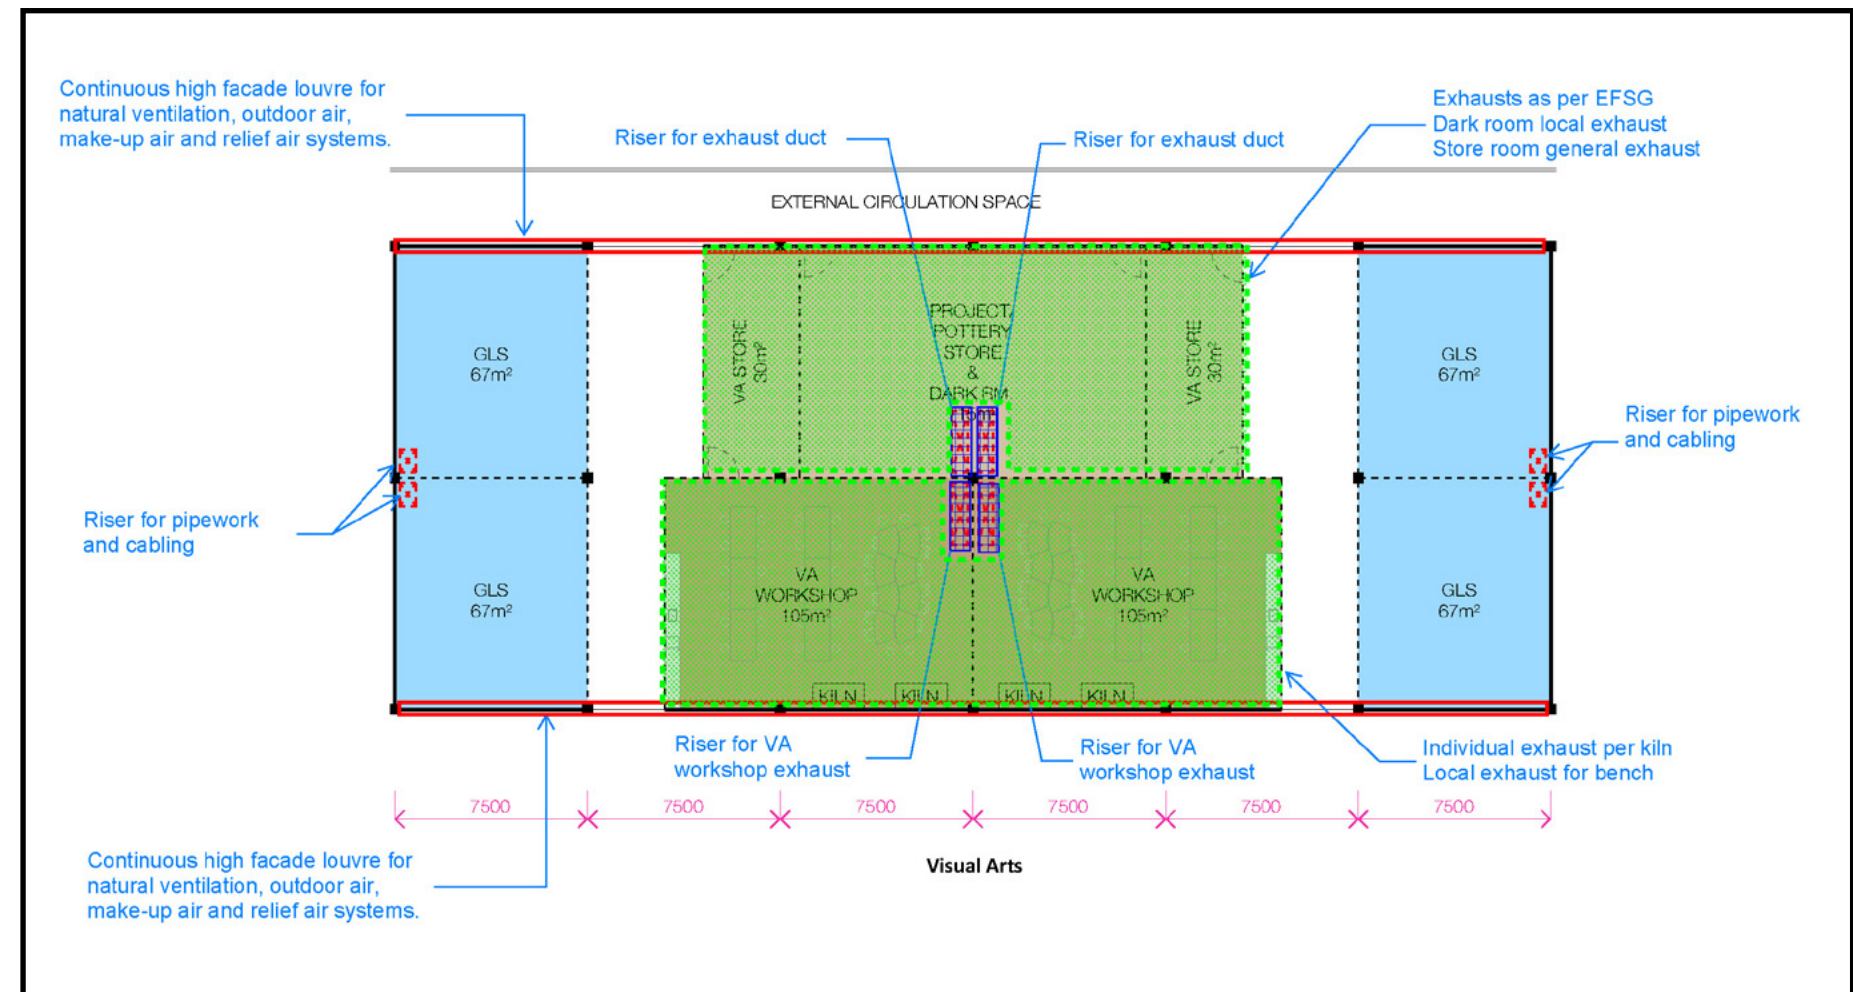 Continuous high facade louvre for
natural ventilation, outdoor air,
make-up air and relief air systems.
Riser for exhaust duct
Riser for exhaust duct
Exhausts as per EFSG
Dark room local exhaust
Store room general exhaust
EXTERNAL CIRCULATION SPACE
GLS
67m²
VA STORE
30m²
PROJECT/
POTTERY
STORE
&
DARK RM
VA STORE
30m²
GLS
67m²
Riser for pipework
and cabling
Riser for pipework
and cabling
GLS
67m²
VA
WORKSHOP
105m²
VA
WORKSHOP
105m²
GLS
67m²
KILN
KILN
KILN
KILN
Riser for VA
workshop exhaust
Riser for VA
workshop exhaust
Individual exhaust per kiln
Local exhaust for bench
7500
7500
7500
7500
7500
7500
Continuous high facade louvre for
natural ventilation, outdoor air,
make-up air and relief air systems.
Visual Arts